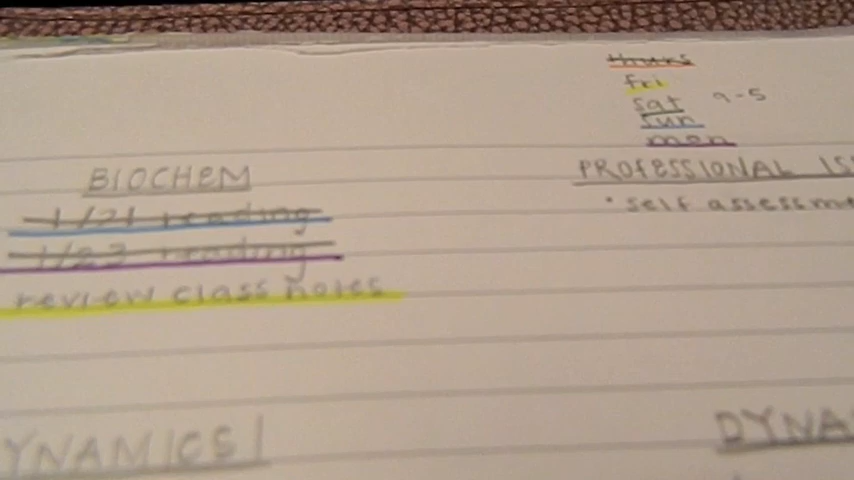 thurs
fri
sat 9-5
sun
mon
BIOCHEM
1/21 reading
1/23 reading
review class notes
PROFESSIONAL ISS
• self assessme
YNAMICS I
DYNA